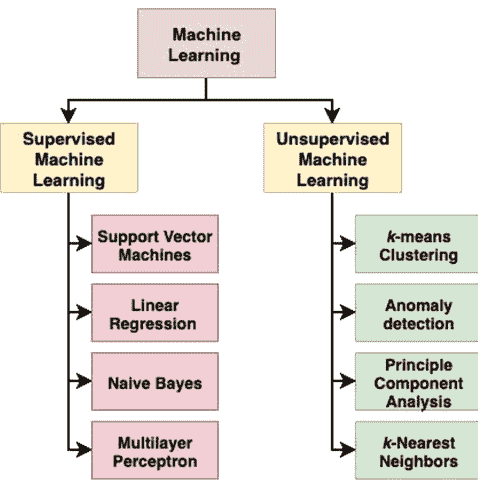 Machine
Learning
Supervised
Machine
Learning
Unsupervised
Machine
Learning
Support Vector
Machines
Linear
Regression
Naive Bayes
Multilayer
Perceptron
k-means
Clustering
Anomaly
detection
Principle
Component
Analysis
k-Nearest
Neighbors